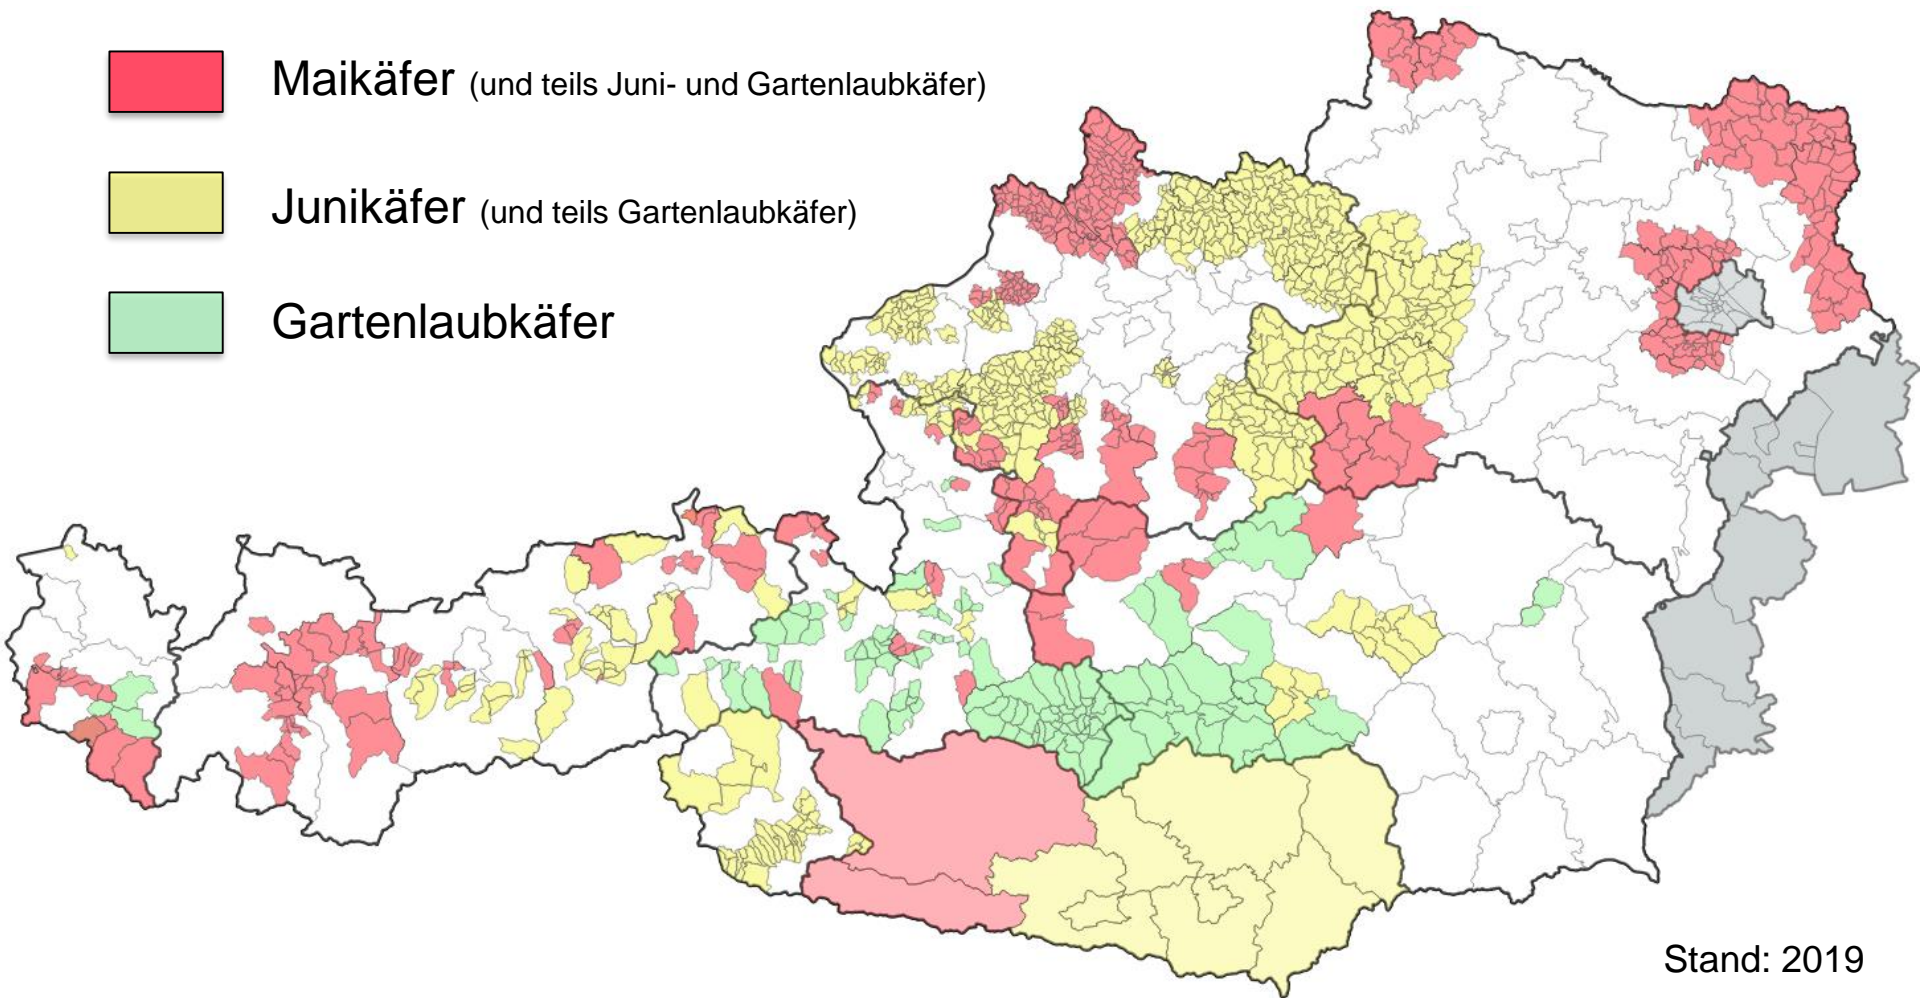 Maikäfer (und teils Juni- und Gartenlaubkäfer)
Junikäfer (und teils Gartenlaubkäfer)
Gartenlaubkäfer
Stand: 2019